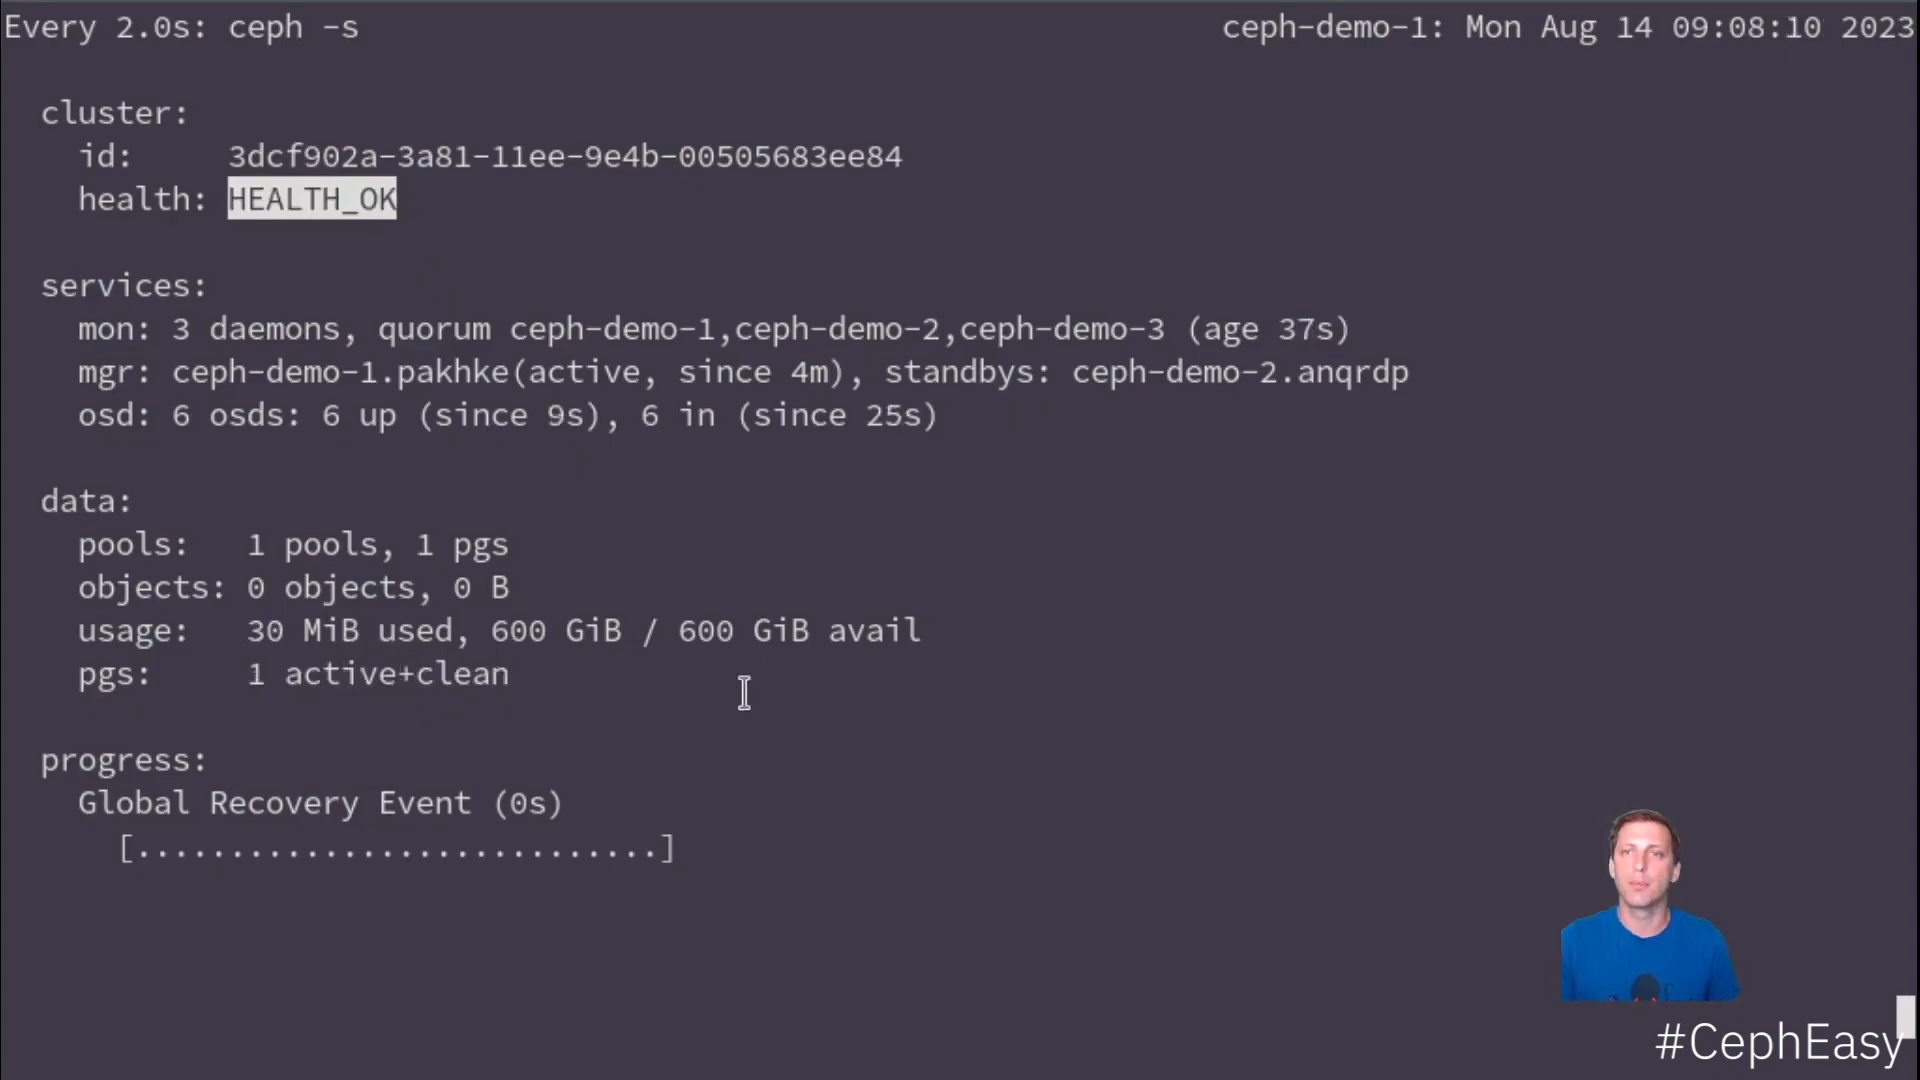 Every 2.0s: ceph -s ceph-demo-1: Mon Aug 14 09:08:10 2023
cluster:
id: 3dcf902a-3a81-11ee-9e4b-00505683ee84
health: HEALTH_OK
services:
mon: 3 daemons, quorum ceph-demo-1,ceph-demo-2,ceph-demo-3 (age 37s)
mgr: ceph-demo-1.pakhke(active, since 4m), standbys: ceph-demo-2.anqrdp
osd: 6 osds: 6 up (since 9s), 6 in (since 25s)
data:
pools: 1 pools, 1 pgs
objects: 0 objects, 0 B
usage: 30 MiB used, 600 GiB / 600 GiB avail
pgs: 1 active+clean
progress:
Global Recovery Event (0s)
[............................]
#CephEasy